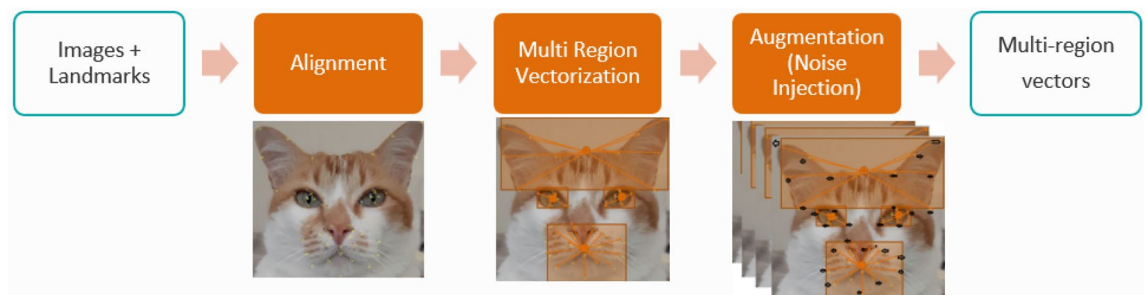 Images +
Landmarks
Alignment
Multi Region
Vectorization
Augmentation
(Noise
Injection)
Multi-region
vectors